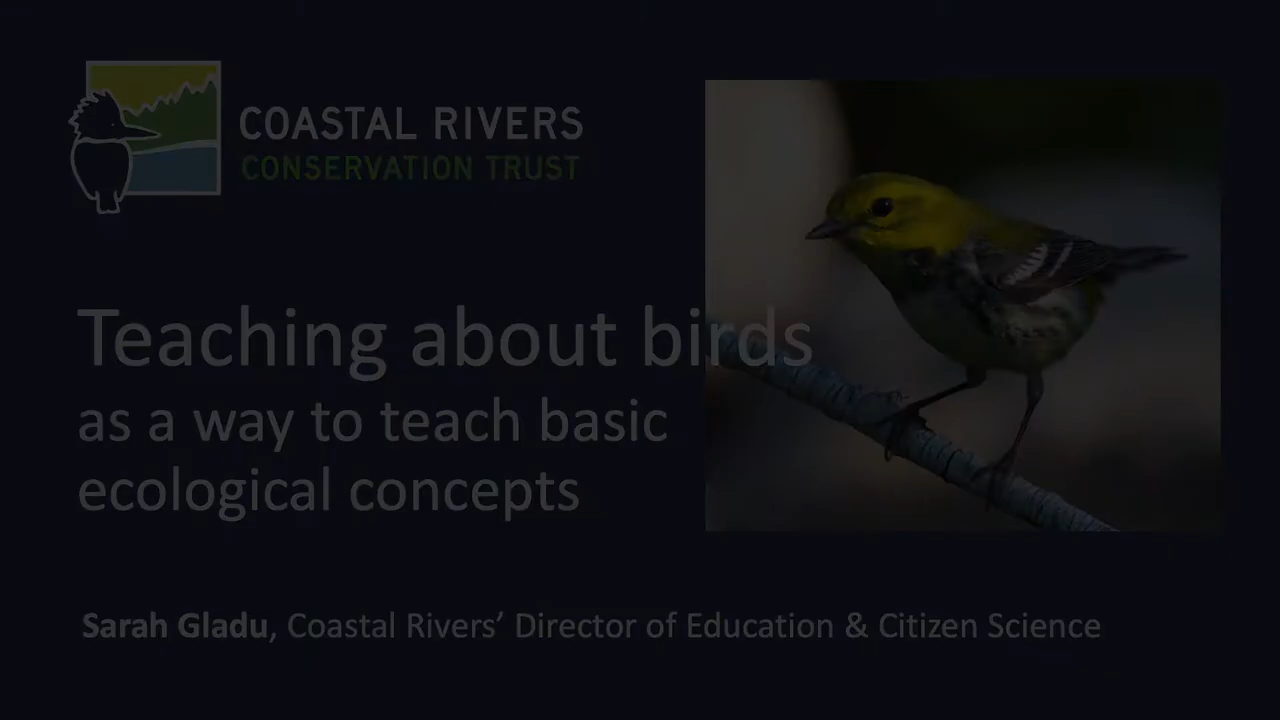 COASTAL RIVERS
CONSERVATION TRUST
Teaching about birds
as a way to teach basic
ecological concepts
Sarah Gladu, Coastal Rivers’ Director of Education & Citizen Science